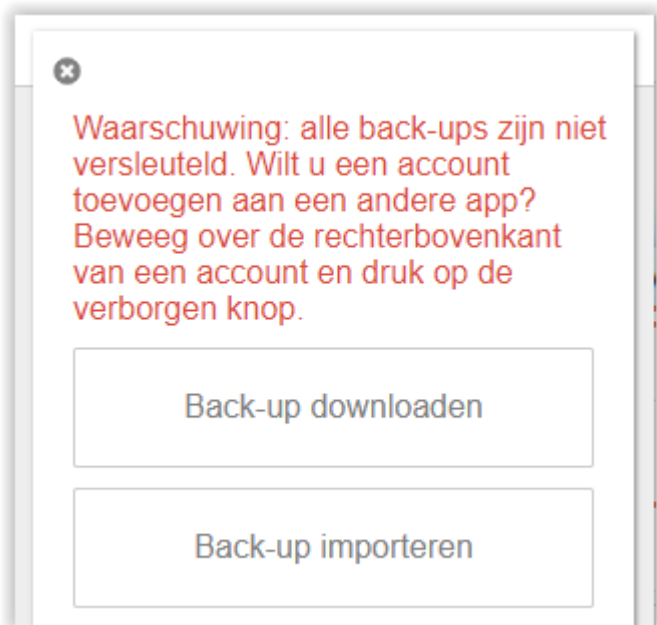 Waarschuwing: alle back-ups zijn niet
versleuteld. Wilt u een account
toevoegen aan een andere app?
Beweeg over de rechterbovenkant
van een account en druk op de
verborgen knop.
Back-up downloaden
Back-up importeren